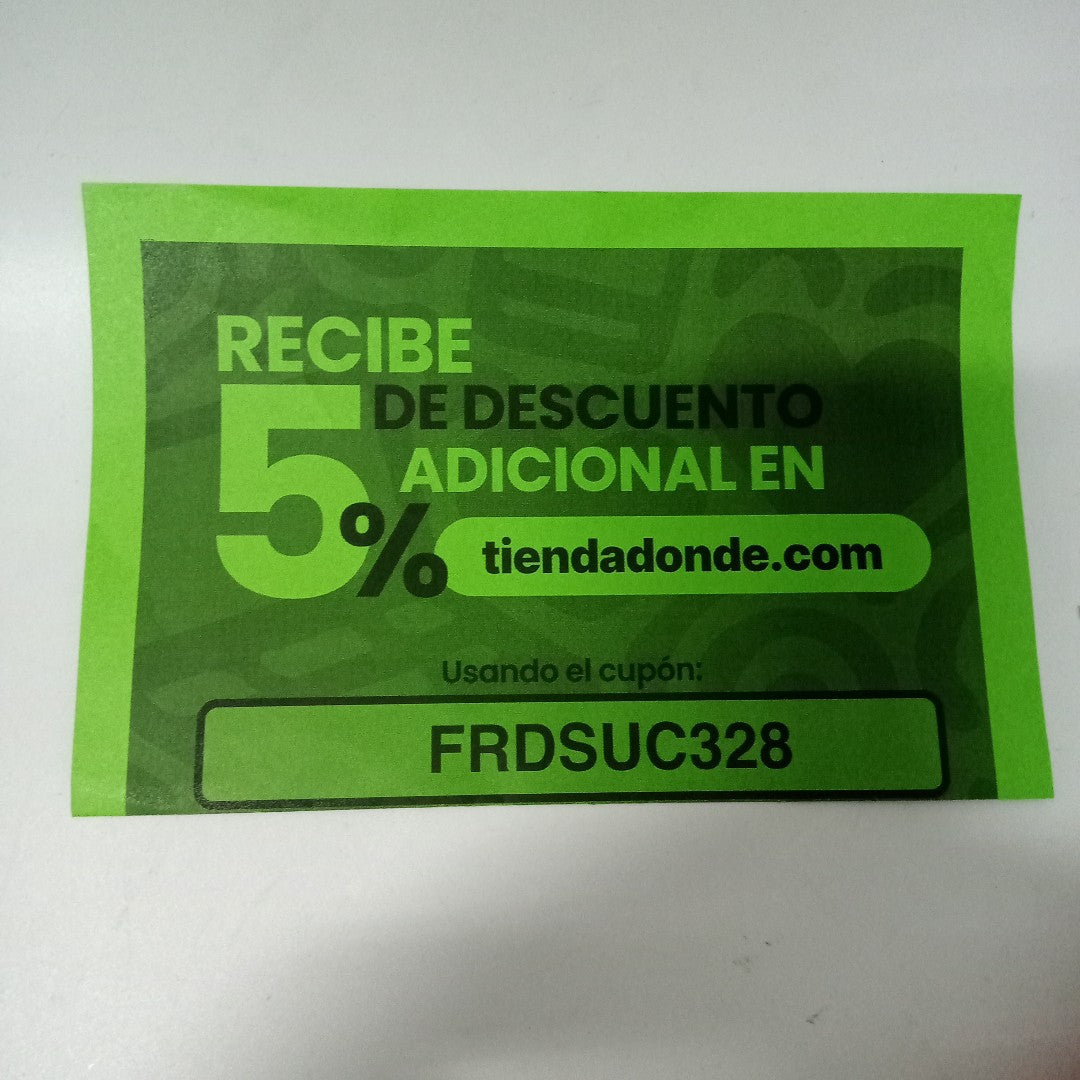 RECIBE
5% DE DESCUENTO
ADICIONAL EN
tiendadonde.com
Usando el cupón:
FRDSUC328